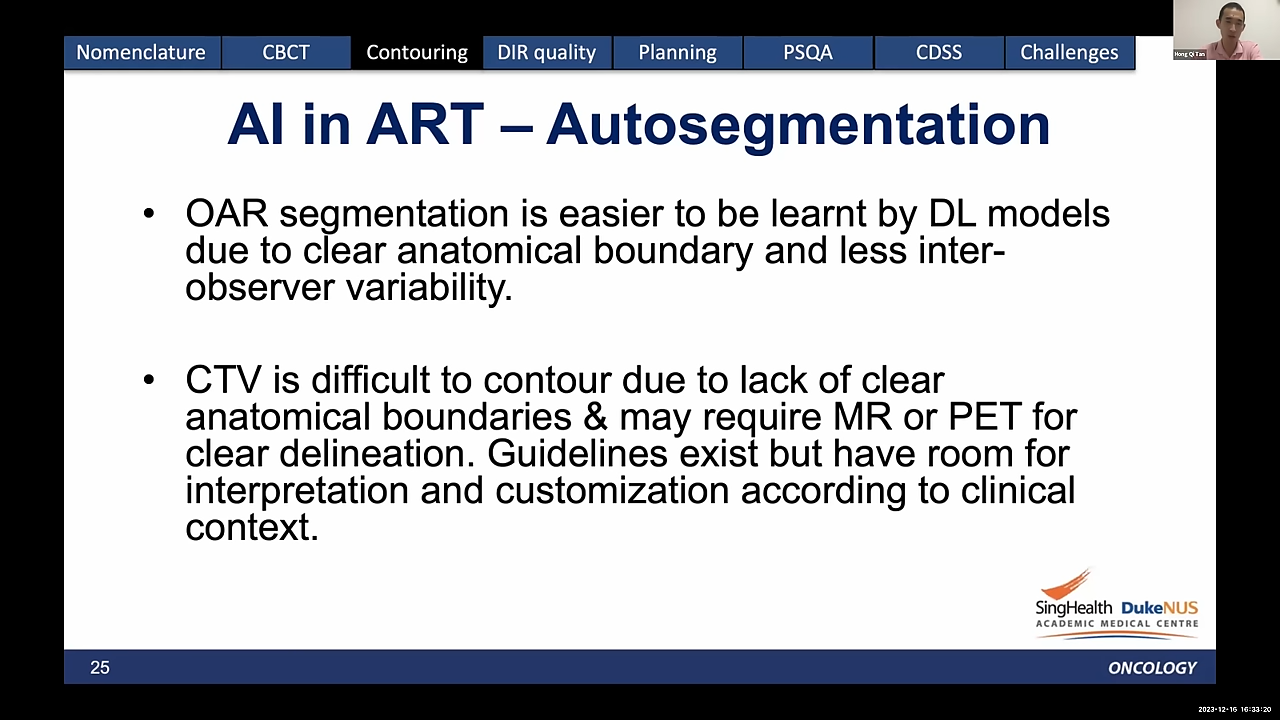 Nomenclature CBCT Contouring DIR quality Planning PSQA CDSS Challenges
Hong Qi Tan
AI in ART – Autosegmentation
• OAR segmentation is easier to be learnt by DL models
due to clear anatomical boundary and less inter-
observer variability.
• CTV is difficult to contour due to lack of clear
anatomical boundaries & may require MR or PET for
clear delineation. Guidelines exist but have room for
interpretation and customization according to clinical
context.
SingHealth DukeNUS
ACADEMIC MEDICAL CENTRE
25 ONCOLOGY
2023-12-16 16:33:20